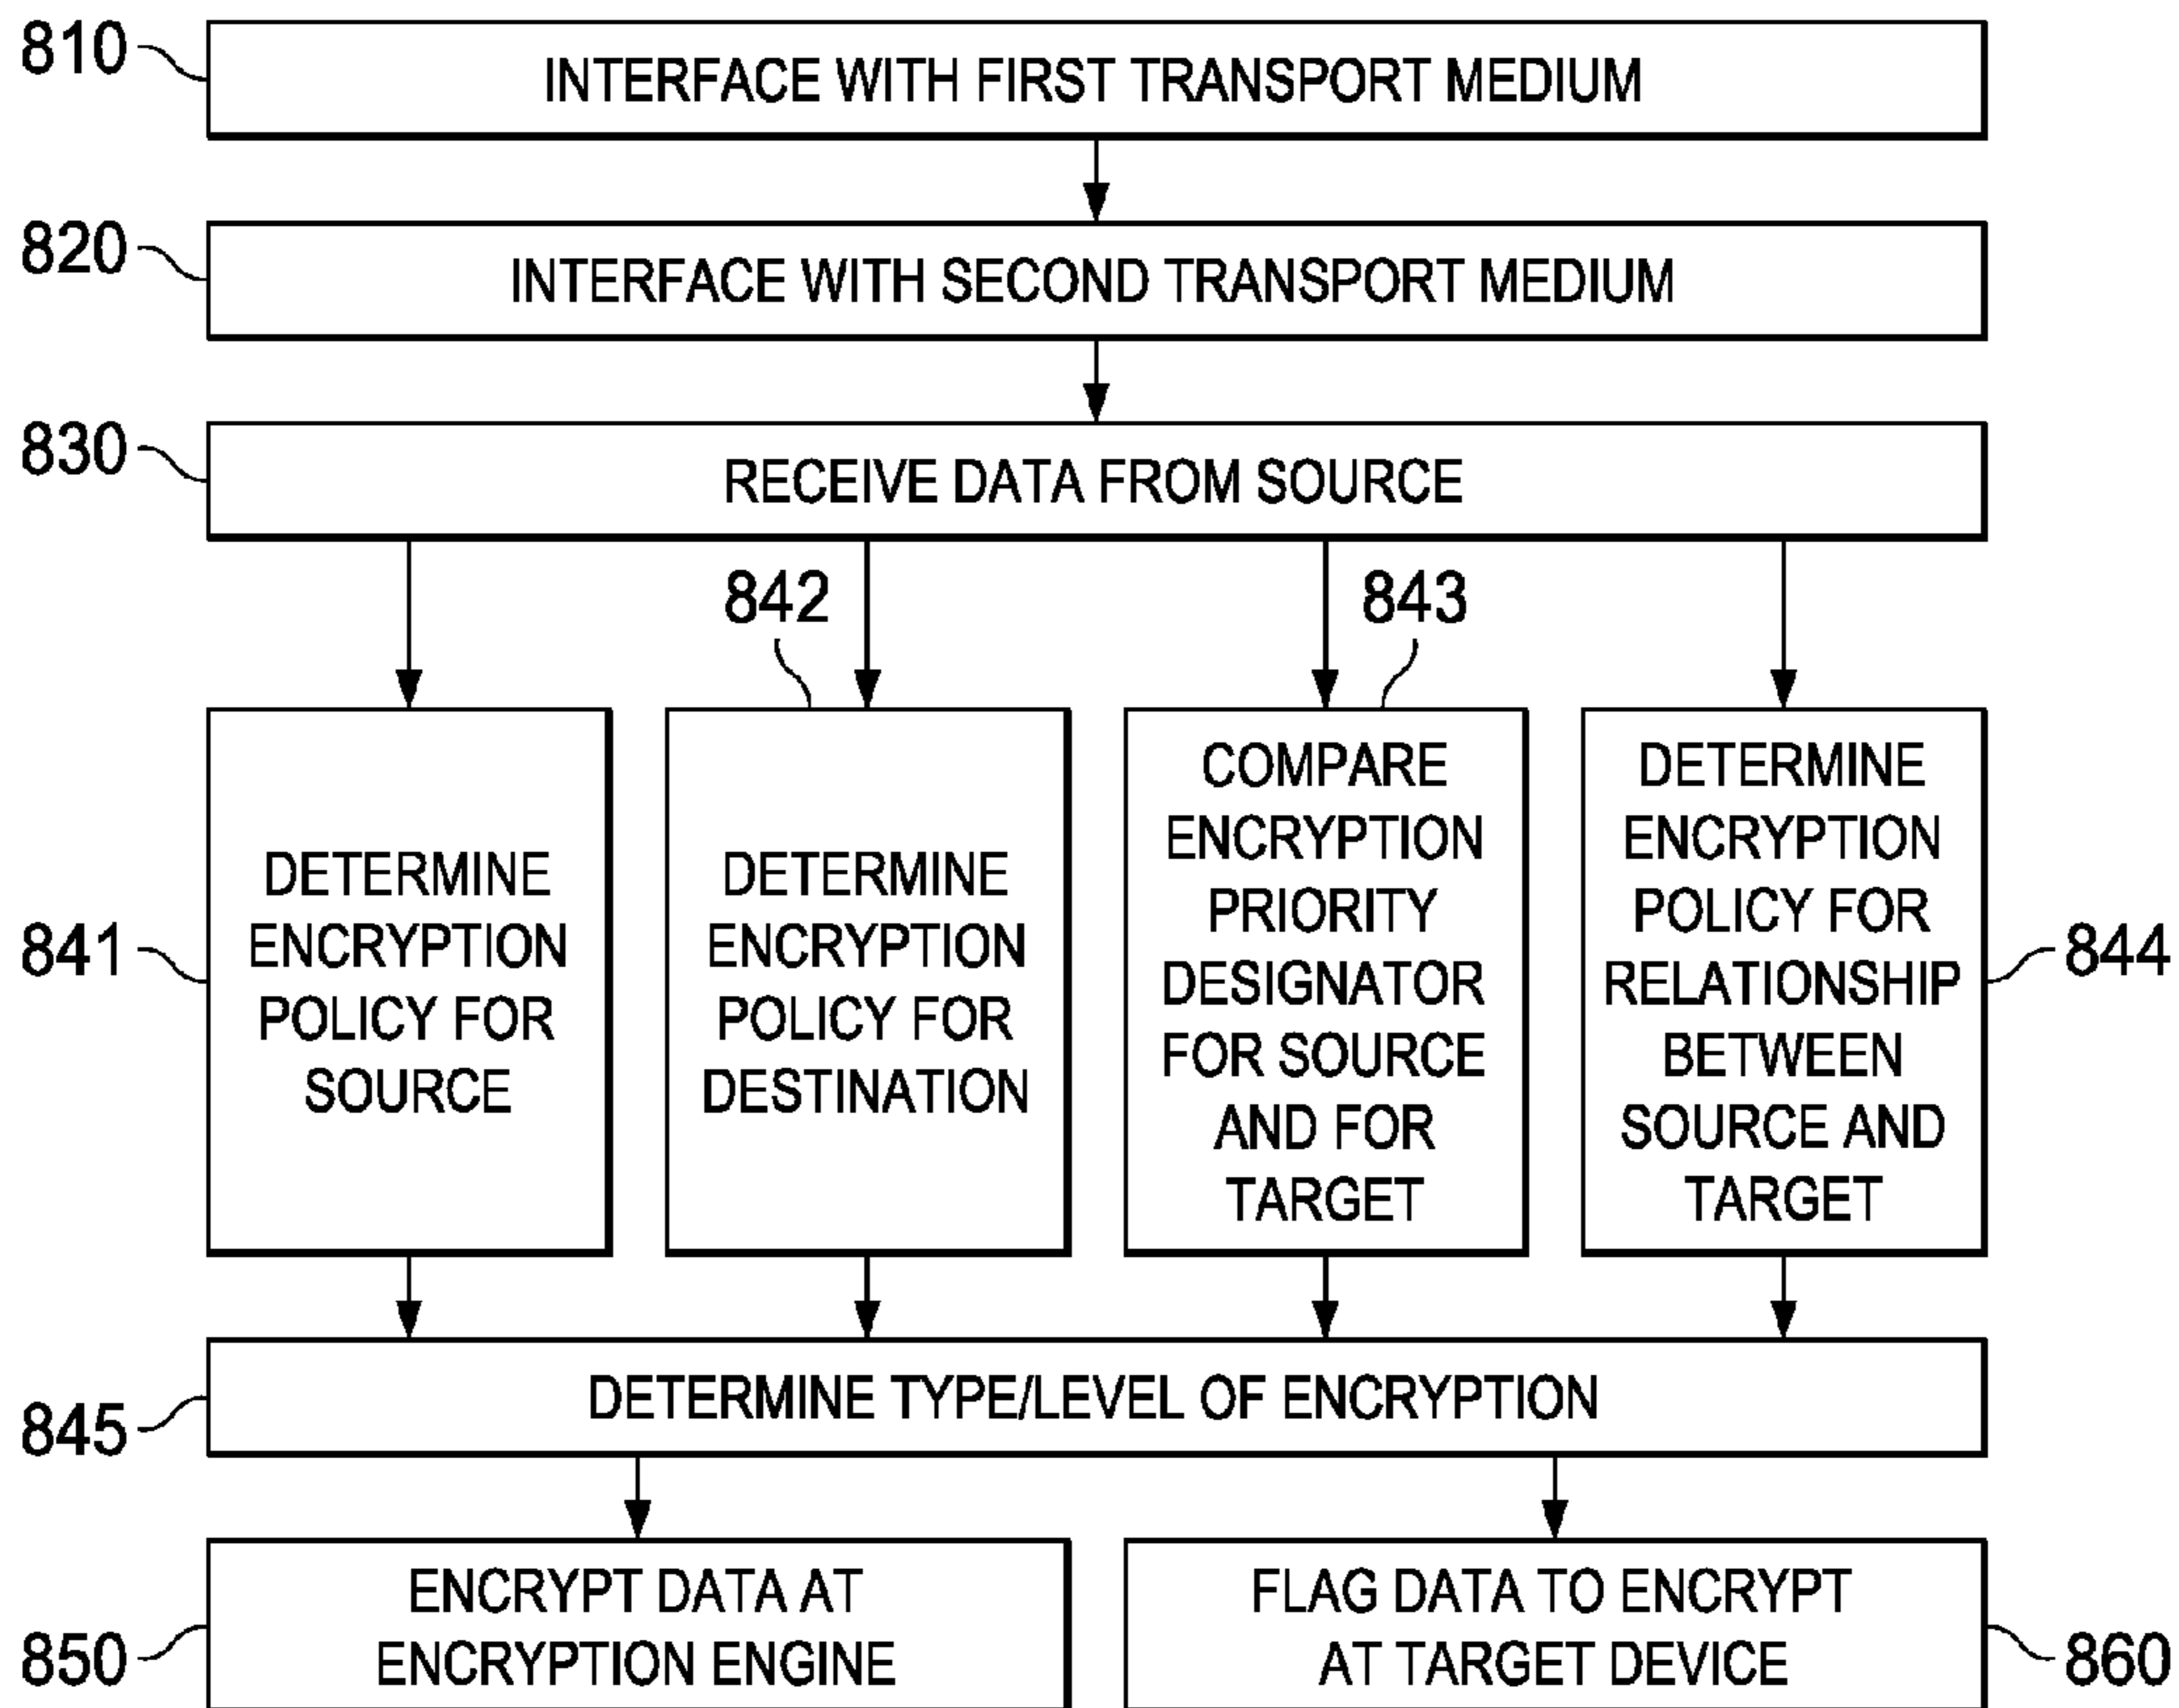 810
INTERFACE WITH FIRST TRANSPORT MEDIUM
820
INTERFACE WITH SECOND TRANSPORT MEDIUM
830
RECEIVE DATA FROM SOURCE
842
843
841
DETERMINE
ENCRYPTION
POLICY FOR
SOURCE
DETERMINE
ENCRYPTION
POLICY FOR
DESTINATION
COMPARE
ENCRYPTION
PRIORITY
DESIGNATOR
FOR SOURCE
AND FOR
TARGET
DETERMINE
ENCRYPTION
POLICY FOR
RELATIONSHIP
BETWEEN
SOURCE AND
TARGET
844
845
DETERMINE TYPE/LEVEL OF ENCRYPTION
850
ENCRYPT DATA AT
ENCRYPTION ENGINE
FLAG DATA TO ENCRYPT
AT TARGET DEVICE
860